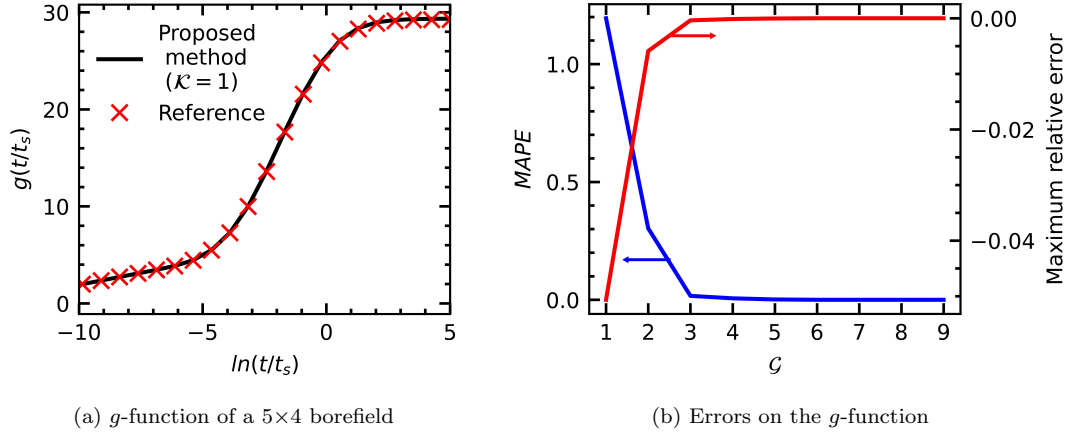 30
20
10
0
g(t/t_s)
Proposed
method
(𝒦 = 1)
Reference
−10
−5
0
5
ln(t/t_s)
(a) g-function of a 5×4 borefield
1.0
0.5
0.0
MAPE
0.00
−0.02
−0.04
Maximum relative error
1 2 3 4 5 6 7 8 9
𝒢
(b) Errors on the g-function